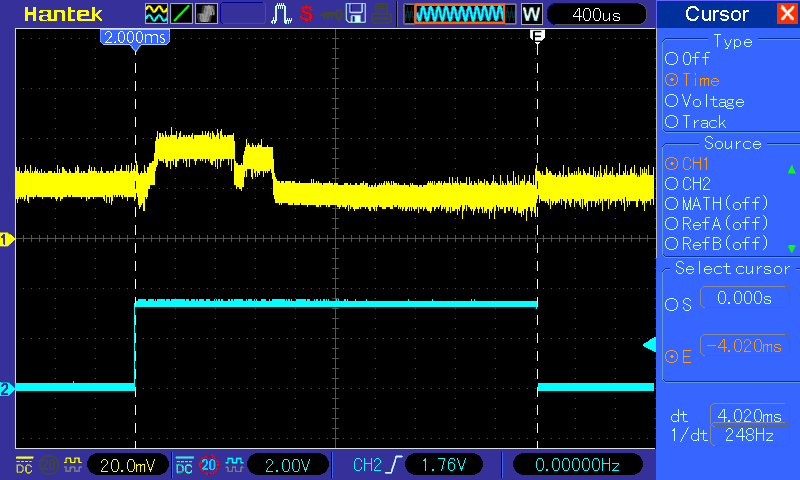 Hantek
S
W
400us
2.000ms
E
1
2
Cursor
Type
Off
Time
Voltage
Track
Source
CH1
CH2
MATH(off)
RefA(off)
RefB(off)
Select cursor
S
0.000s
E
-4.020ms
dt
4.020ms
1/dt
248Hz
DC 20 20.0mV DC 20 2.00V CH2 1.76V 0.00000Hz